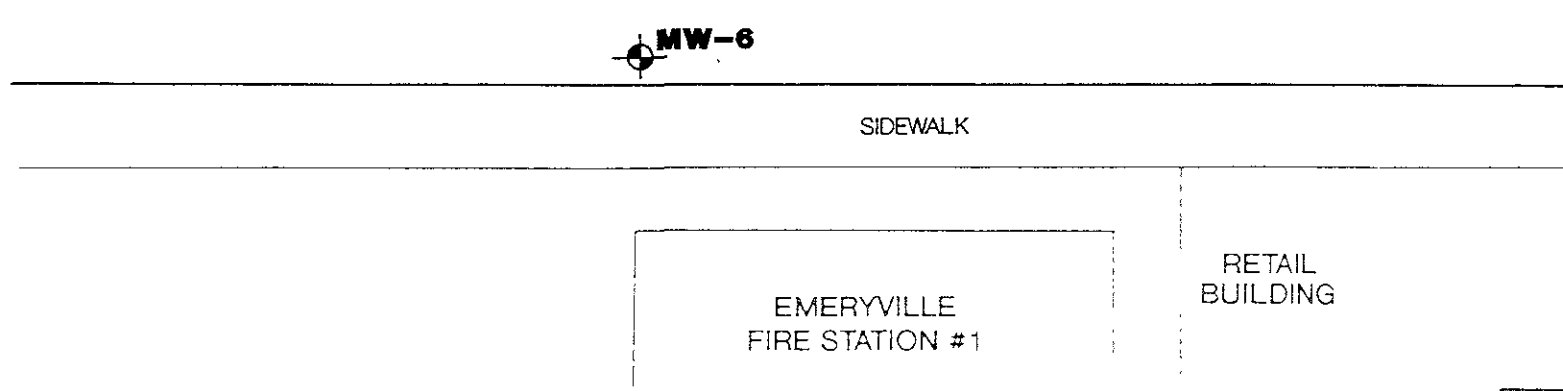 MW-6
SIDEWALK
RETAIL
BUILDING
EMERYVILLE
FIRE STATION #1